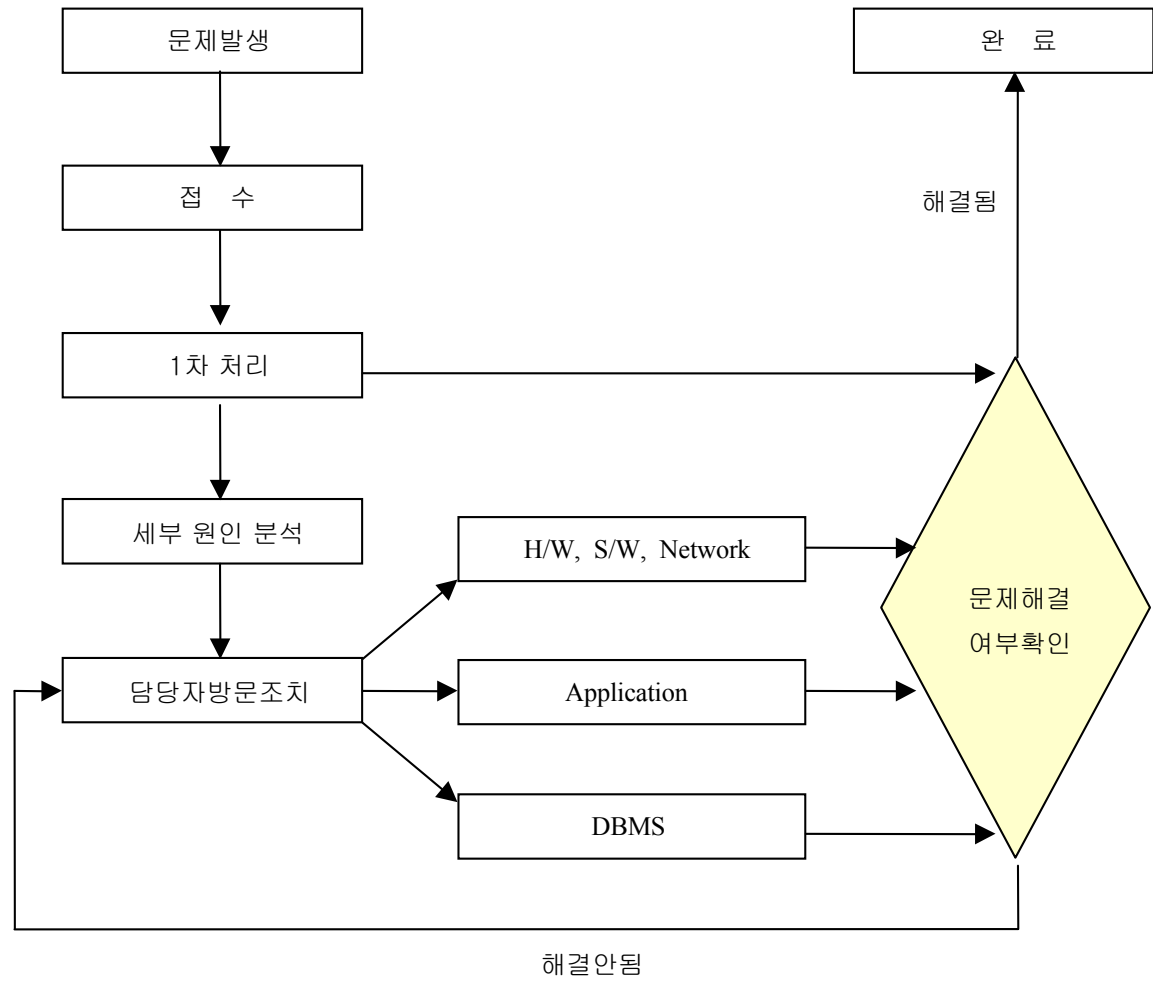 문제발생
완 료
접 수
해결됨
1차 처리
세부 원인 분석
H/W, S/W, Network
문제해결
여부확인
담당자방문조치
Application
DBMS
해결안됨